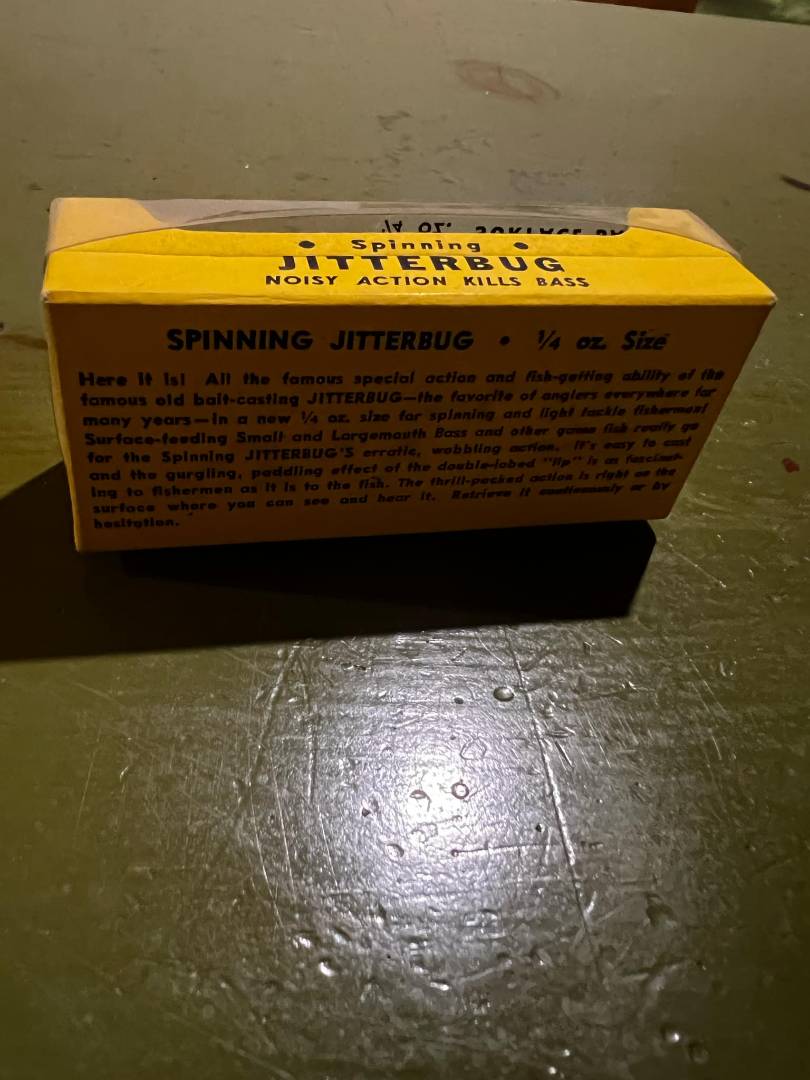 1/4 OZ.
• Spinning •
JITTERBUG
NOISY ACTION KILLS BASS
SPINNING JITTERBUG • 1/4 oz. Size
Here it is! All the famous special action and fish-getting ability of the
famous old bait-casting JITTERBUG—the favorite of anglers everywhere for
many years—in a new 1/4 oz. size for spinning and light tackle fishermen!
Surface-feeding Small and Largemouth Bass and other game fish really go
for the Spinning JITTERBUG'S erratic, wobbling action. It's easy to cast
and the gurgling, paddling effect of the double-lobed "lip" is as fascinat-
ing to fishermen as it is to the fish. The thrill-packed action is right on the
surface where you can see and hear it. Retrieve it continuously or by
hesitation.